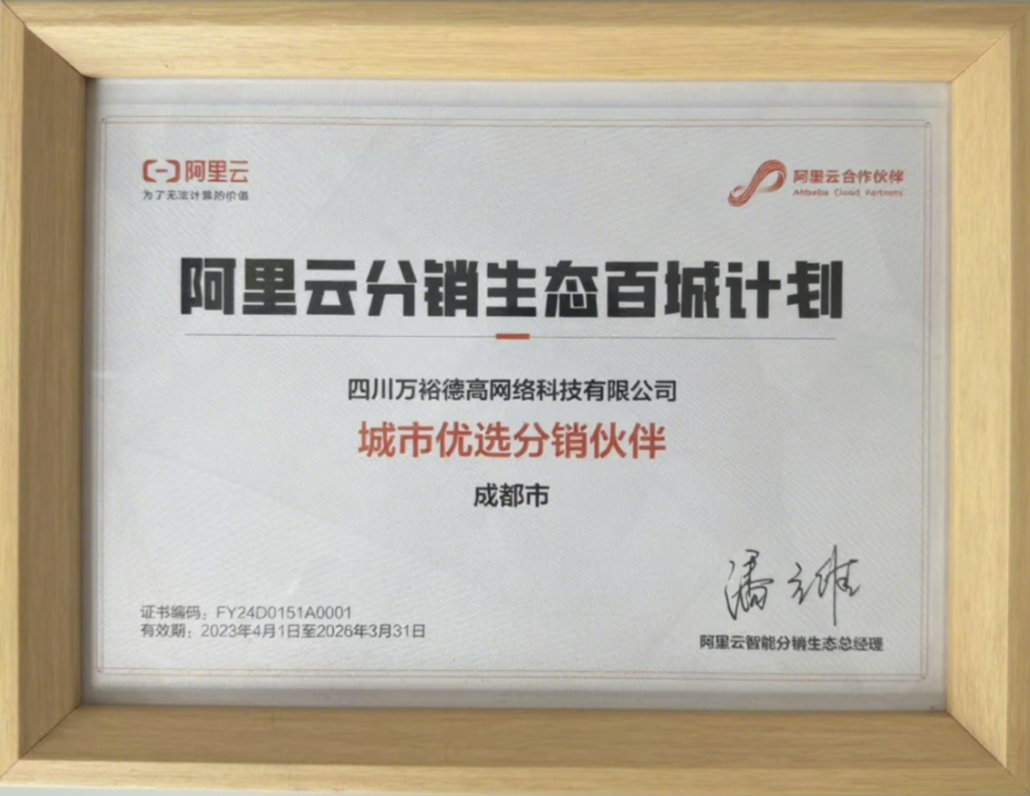 阿里云
为了无法计算的价值
阿里云合作伙伴
Alibaba Cloud Partners
阿里云分销生态百城计划
四川万裕德高网络科技有限公司
城市优选分销伙伴
成都市
证书编码：FY24D0151A0001
有效期：2023年4月1日至2026年3月31日
阿里云智能分销生态总经理